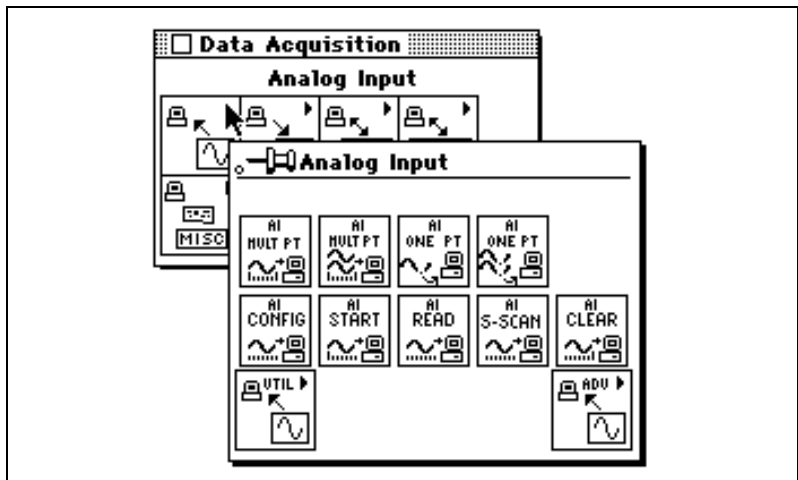 Data Acquisition
Analog Input
MISC
Analog Input
AI MULT PT
AI MULT PT
AI ONE PT
AI ONE PT
AI CONFIG
AI START
AI READ
AI S-SCAN
AI CLEAR
UTIL
ADV